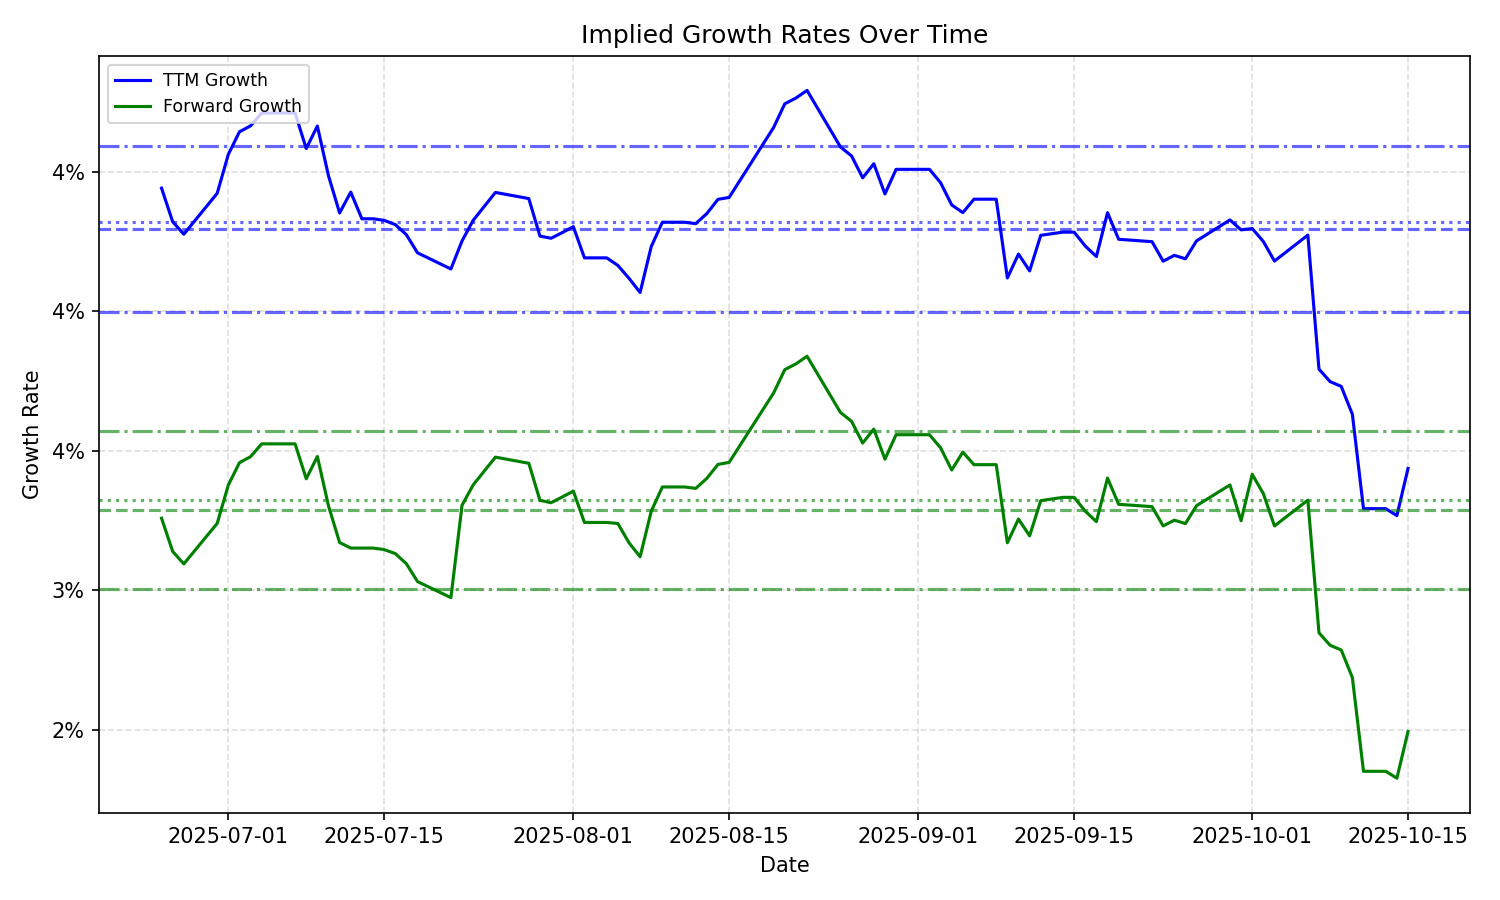 Implied Growth Rates Over Time
TTM Growth
Forward Growth
4%
4%
4%
3%
2%
Growth Rate
2025-07-01
2025-07-15
2025-08-01
2025-08-15
2025-09-01
2025-09-15
2025-10-01
2025-10-15
Date